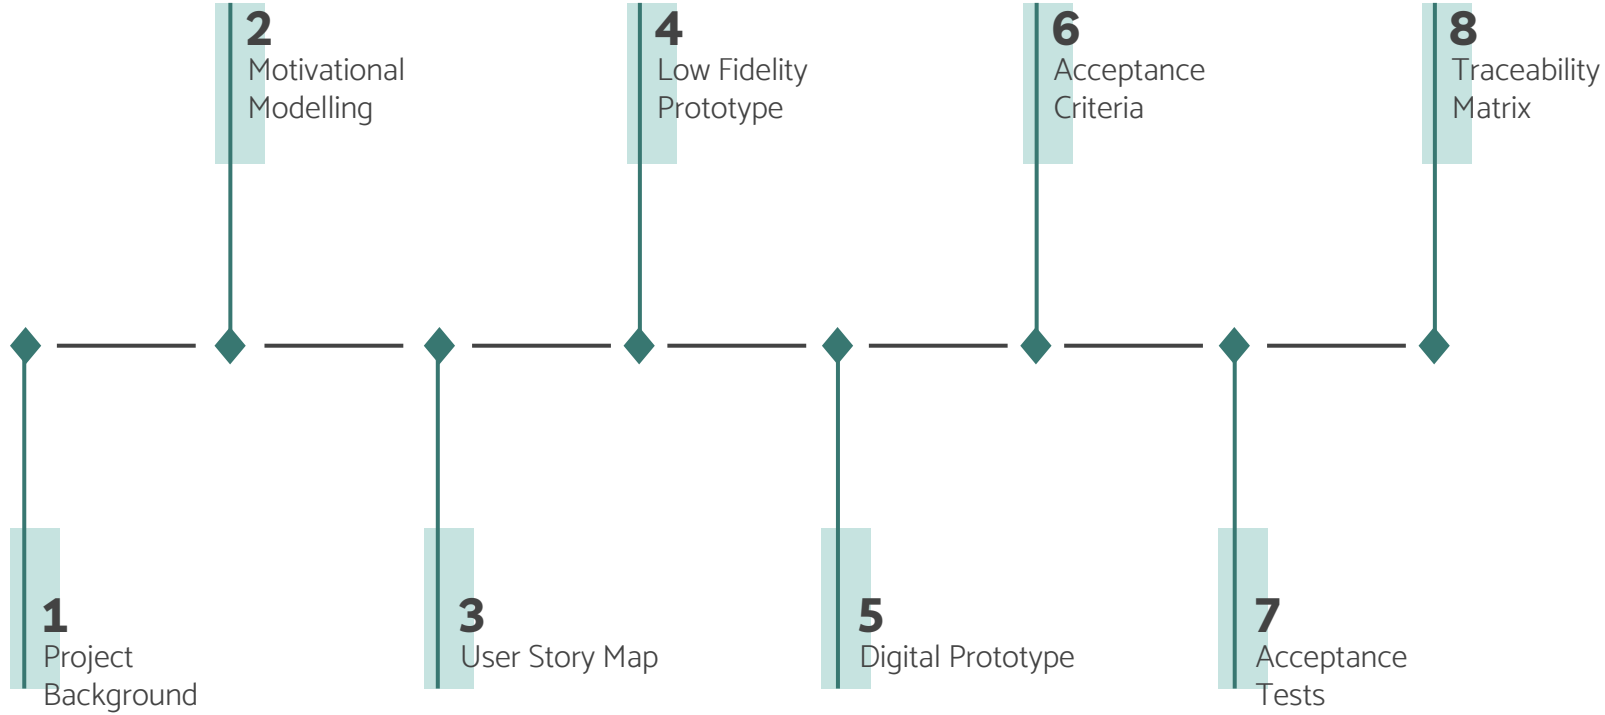 1
Project
Background
2
Motivational
Modelling
3
User Story Map
4
Low Fidelity
Prototype
5
Digital Prototype
6
Acceptance
Criteria
7
Acceptance
Tests
8
Traceability
Matrix